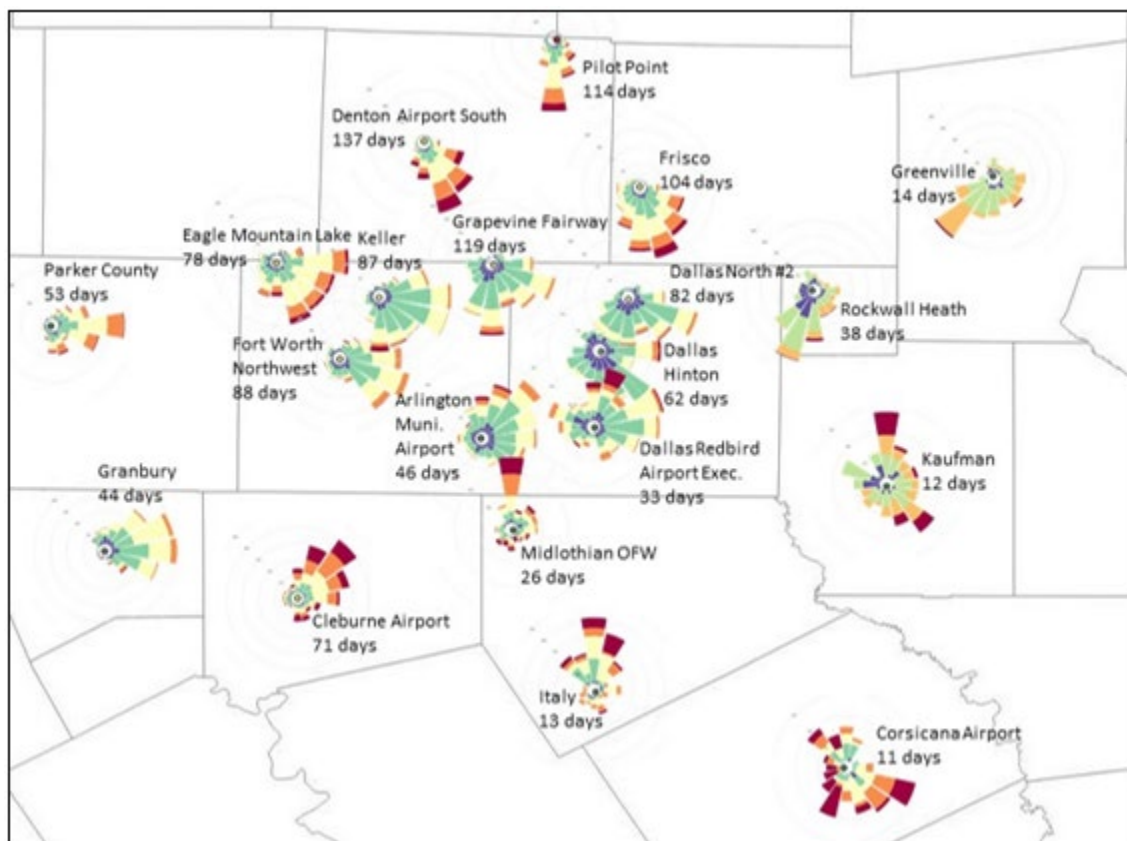 Pilot Point
114 days
Denton Airport South
137 days
Frisco
104 days
Greenville
14 days
Grapevine Fairway
119 days
Eagle Mountain Lake
78 days
Keller
87 days
Parker County
53 days
Dallas North #2
82 days
Rockwall Heath
38 days
Fort Worth
Northwest
88 days
Dallas
Hinton
62 days
Arlington
Muni.
Airport
46 days
Dallas Redbird
Airport Exec.
33 days
Kaufman
12 days
Granbury
44 days
Midlothian OFW
26 days
Cleburne Airport
71 days
Italy
13 days
Corsicana Airport
11 days